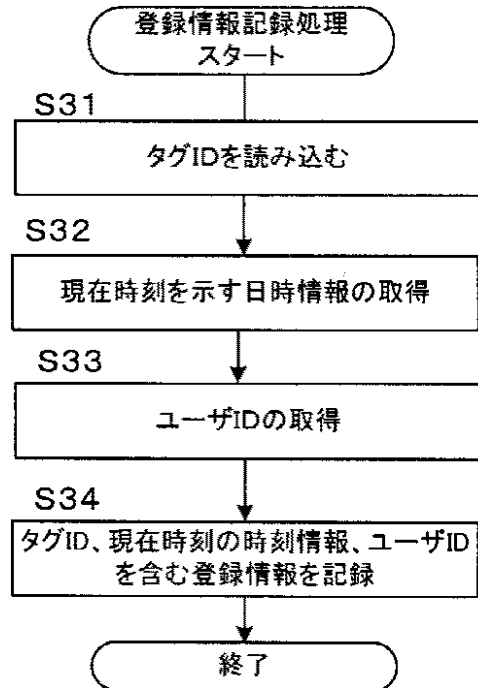 登録情報記録処理
スタート
S31
タグIDを読み込む
S32
現在時刻を示す日時情報の取得
S33
ユーザIDの取得
S34
タグID、現在時刻の時刻情報、ユーザID
を含む登録情報を記録
終了